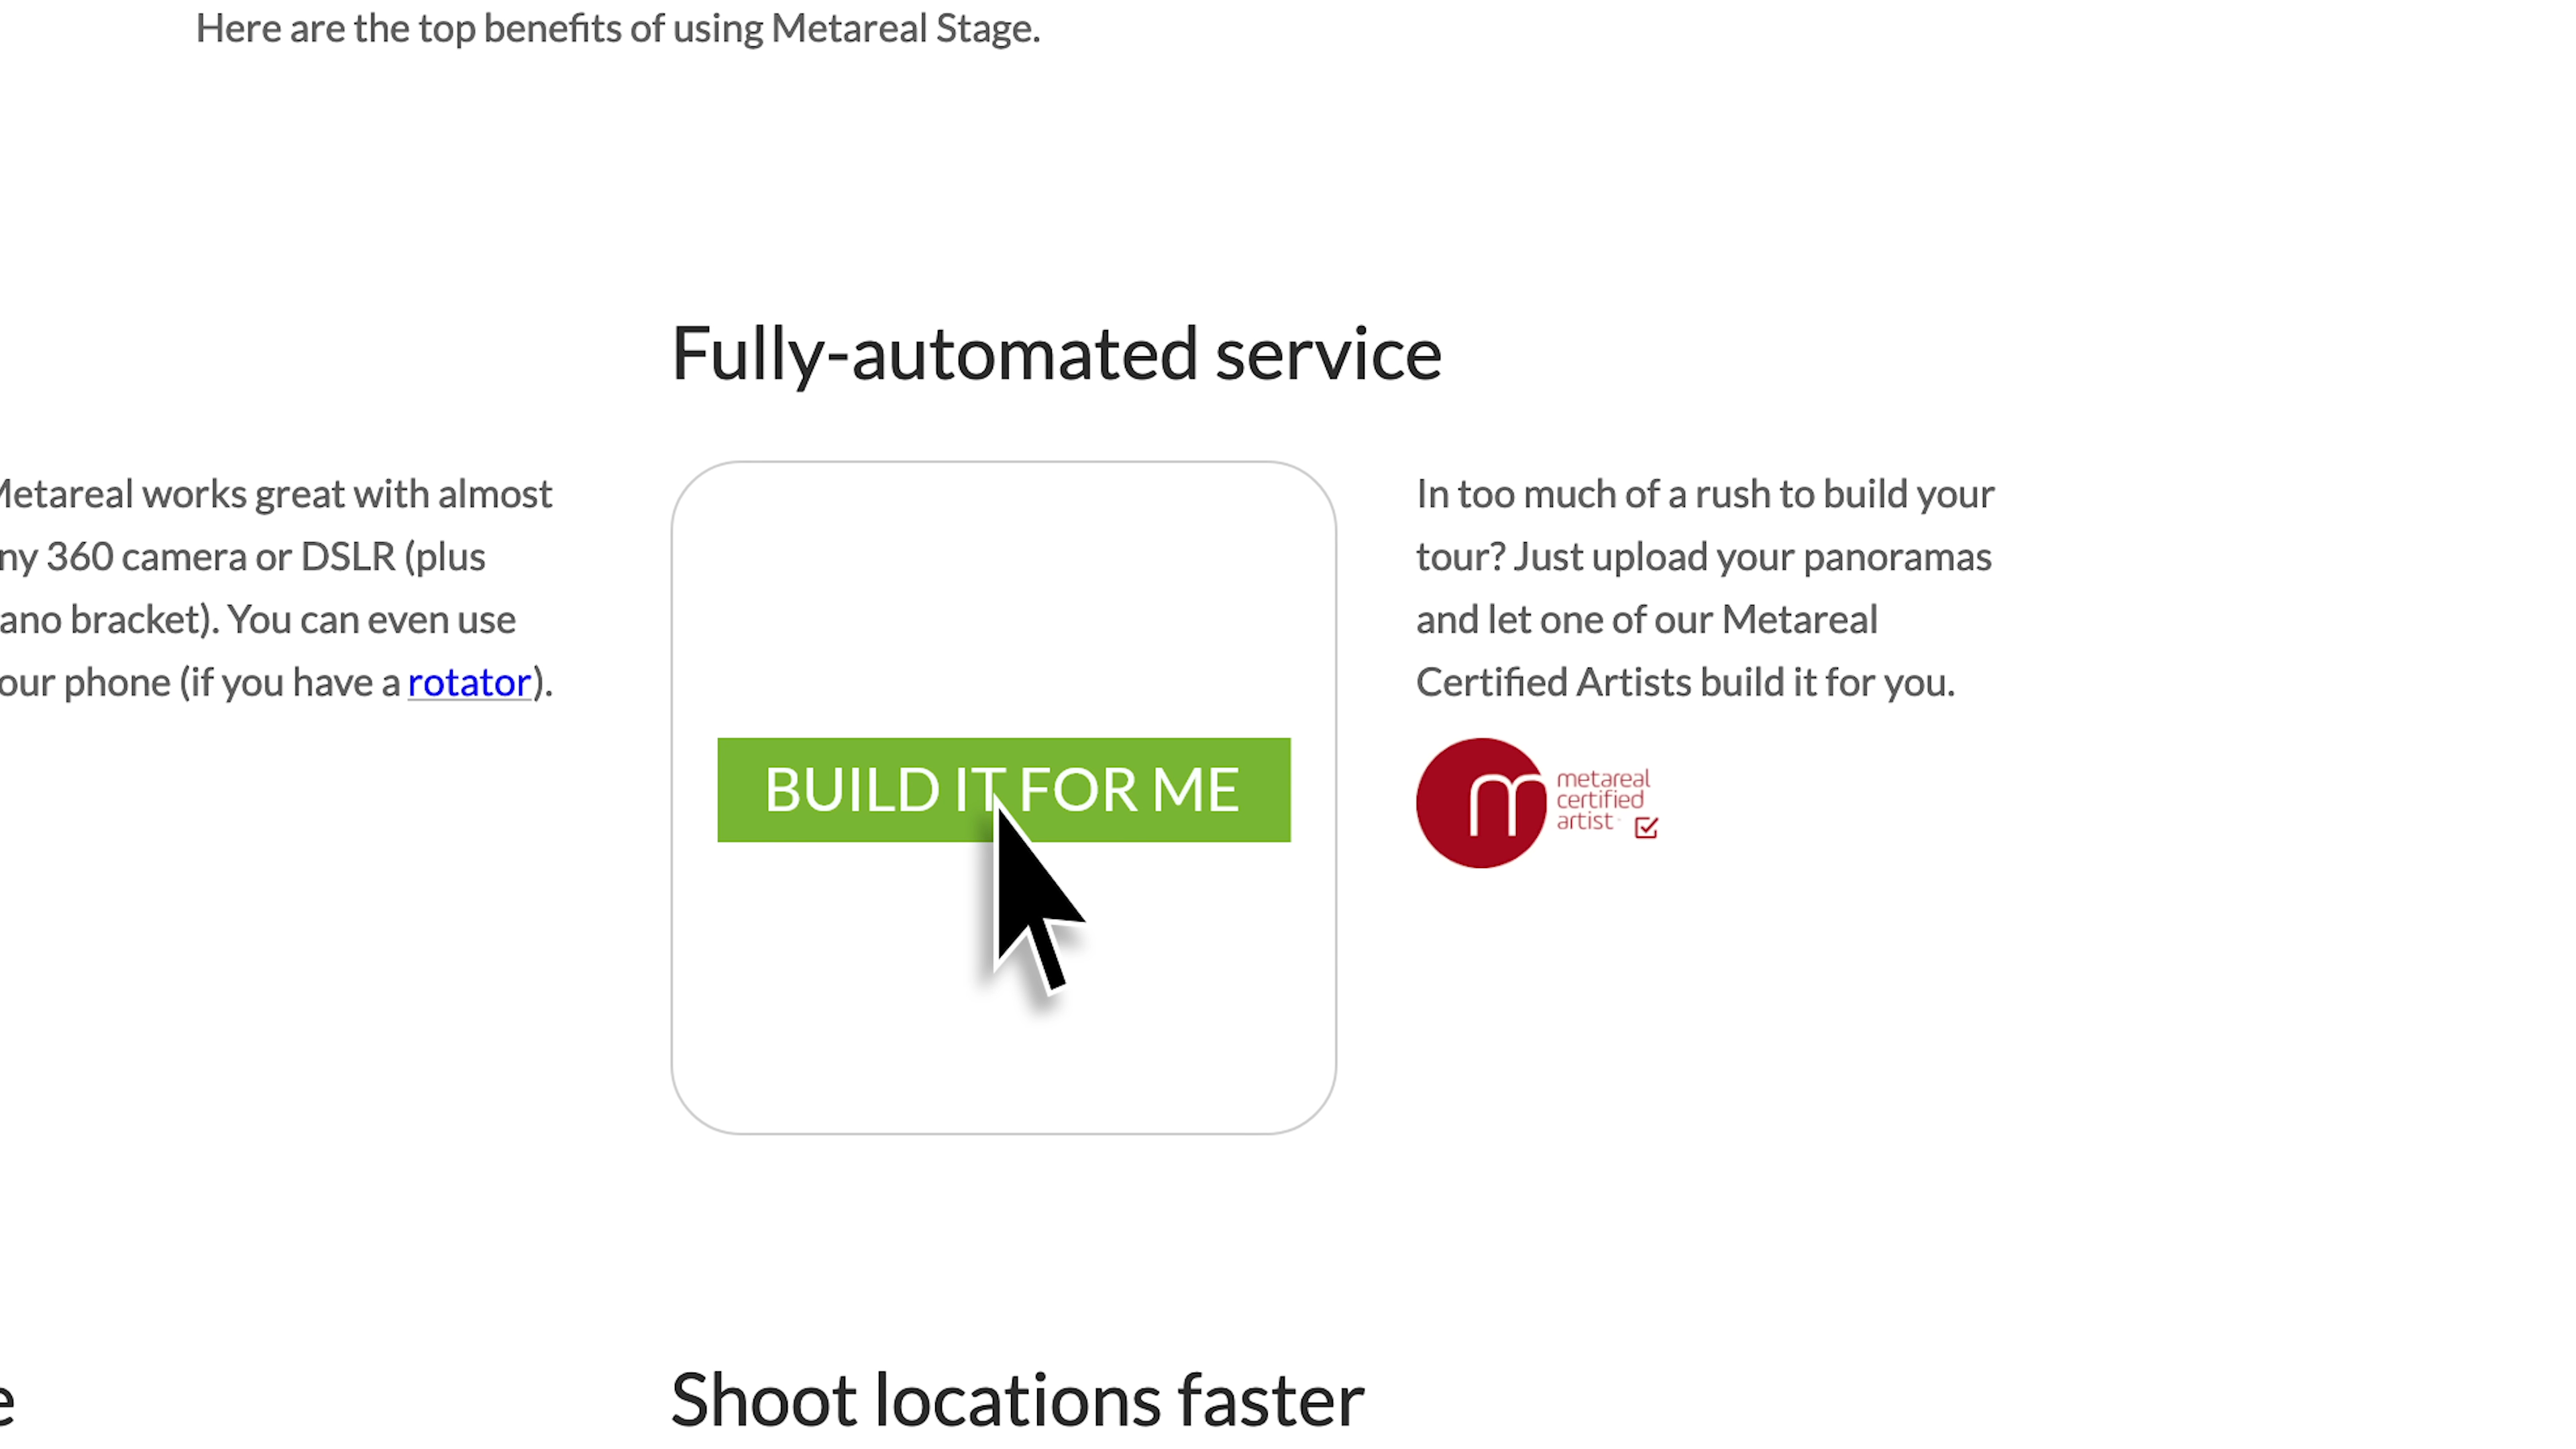 Here are the top benefits of using Metareal Stage.
Fully-automated service
Metareal works great with almost
ny 360 camera or DSLR (plus
ano bracket). You can even use
our phone (if you have a rotator).
BUILD IT FOR ME
In too much of a rush to build your
tour? Just upload your panoramas
and let one of our Metareal
Certified Artists build it for you.
m
metareal
certified
artist
e
Shoot locations faster